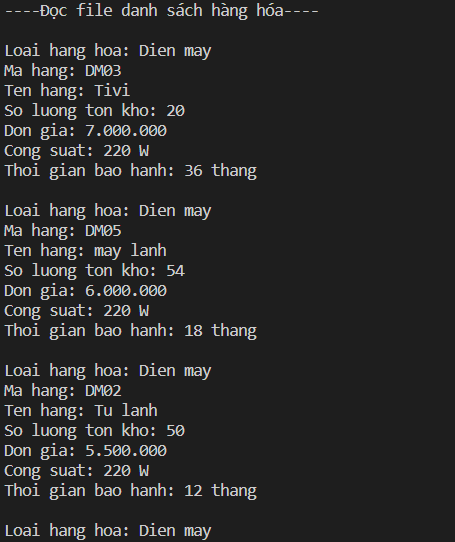 ----Đọc file danh sách hàng hóa----
Loai hang hoa: Dien may
Ma hang: DM03
Ten hang: Tivi
So luong ton kho: 20
Don gia: 7.000.000
Cong suat: 220 W
Thoi gian bao hanh: 36 thang
Loai hang hoa: Dien may
Ma hang: DM05
Ten hang: may lanh
So luong ton kho: 54
Don gia: 6.000.000
Cong suat: 220 W
Thoi gian bao hanh: 18 thang
Loai hang hoa: Dien may
Ma hang: DM02
Ten hang: Tu lanh
So luong ton kho: 50
Don gia: 5.500.000
Cong suat: 220 W
Thoi gian bao hanh: 12 thang
Loai hang hoa: Dien may